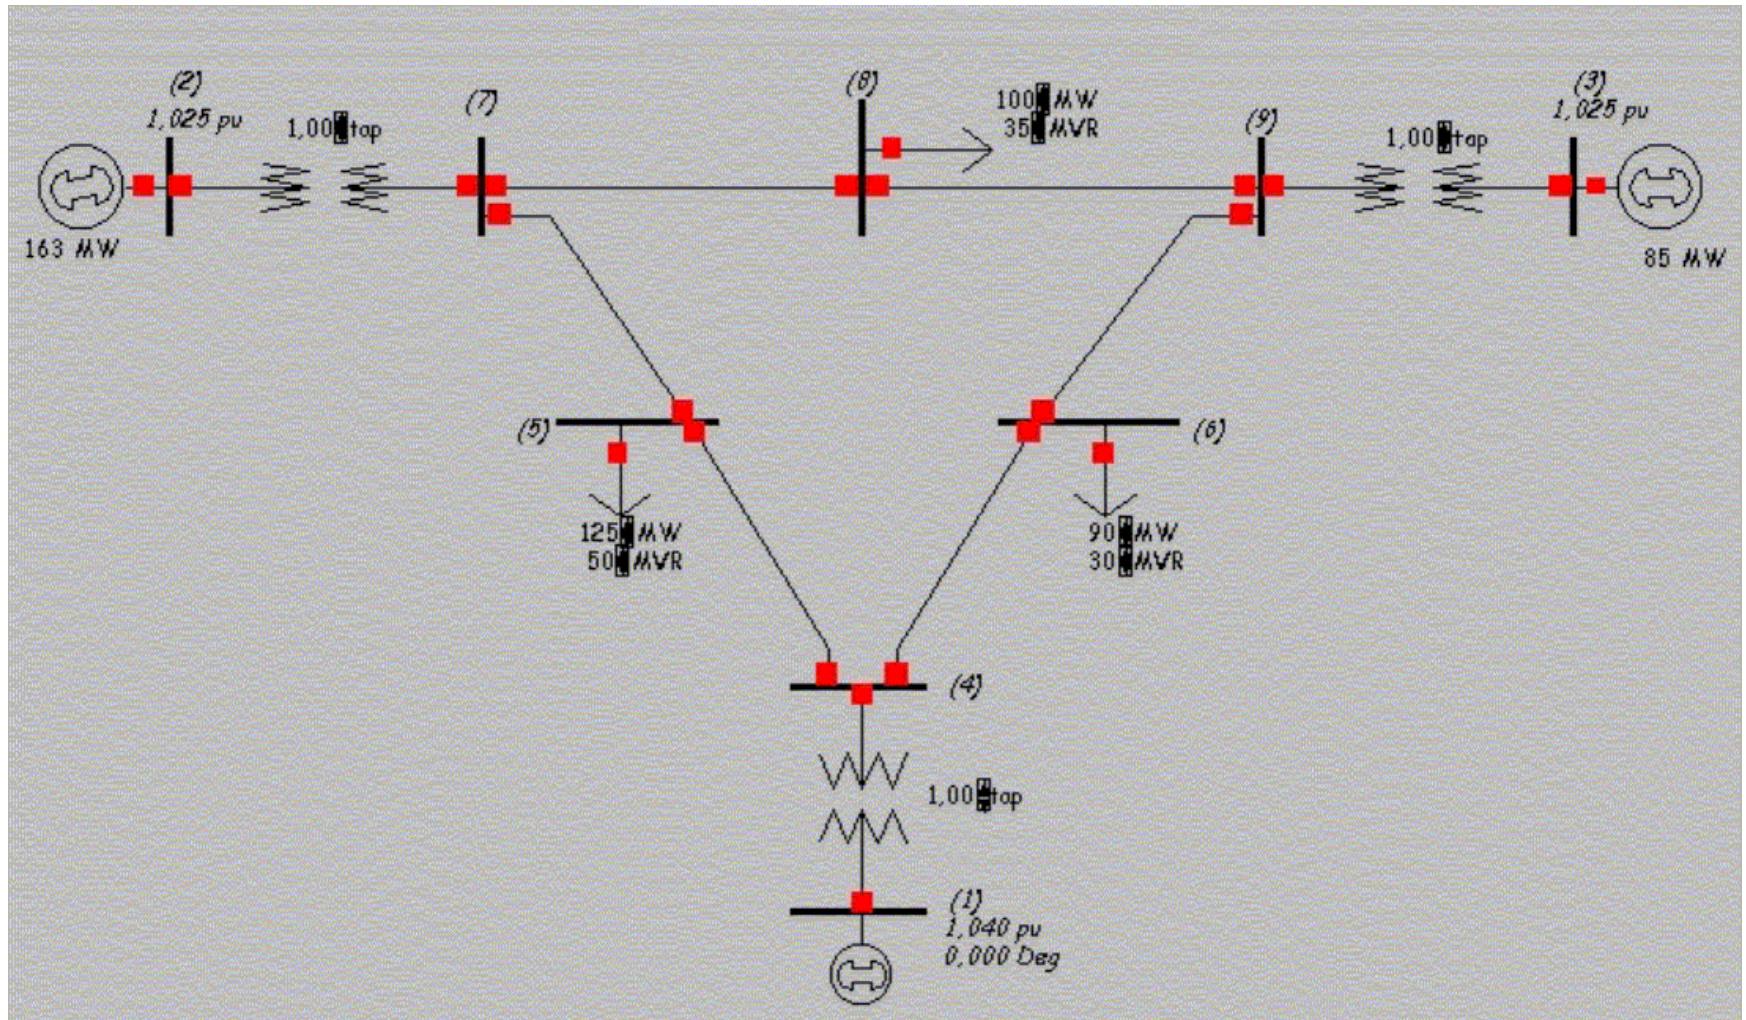 (2)
1,025 pu
1,00 tap
(7)
(8)
100 MW
35 MVR
(9)
1,00 tap
(3)
1,025 pu
163 MW
85 MW
(5)
(6)
125 MW
50 MVR
90 MW
30 MVR
(4)
1,00 tap
(1)
1,040 pu
0,000 Deg